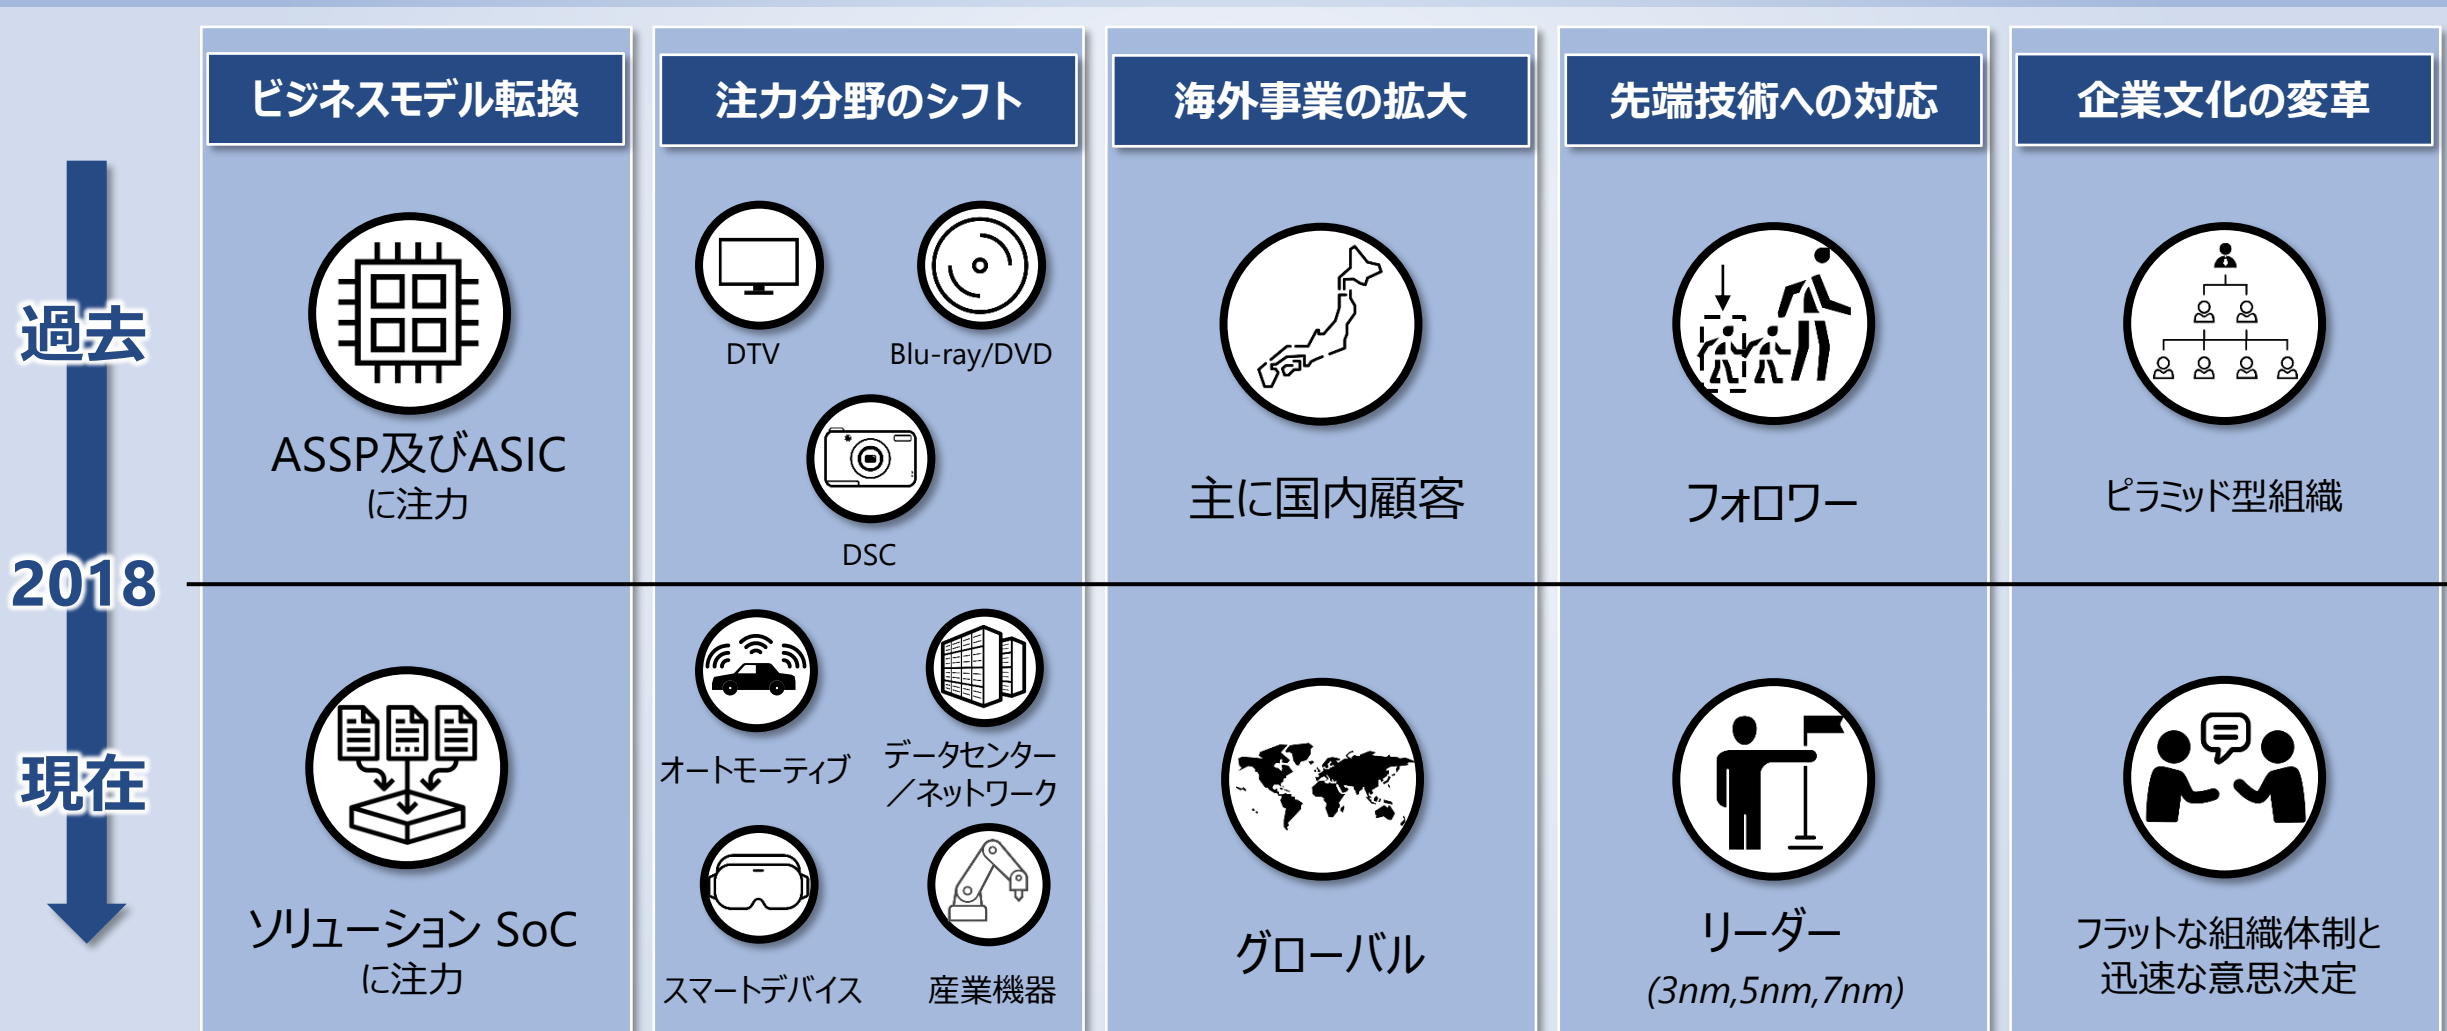 ビジネスモデル転換
注力分野のシフト
海外事業の拡大
先端技術への対応
企業文化の変革
過去
ASSP及びASIC
に注力
DTV
Blu-ray/DVD
DSC
主に国内顧客
フォロワー
ピラミッド型組織
2018
現在
ソリューション SoC
に注力
オートモーティブ
データセンター
／ネットワーク
スマートデバイス
産業機器
グローバル
リーダー
(3nm,5nm,7nm)
フラットな組織体制と
迅速な意思決定